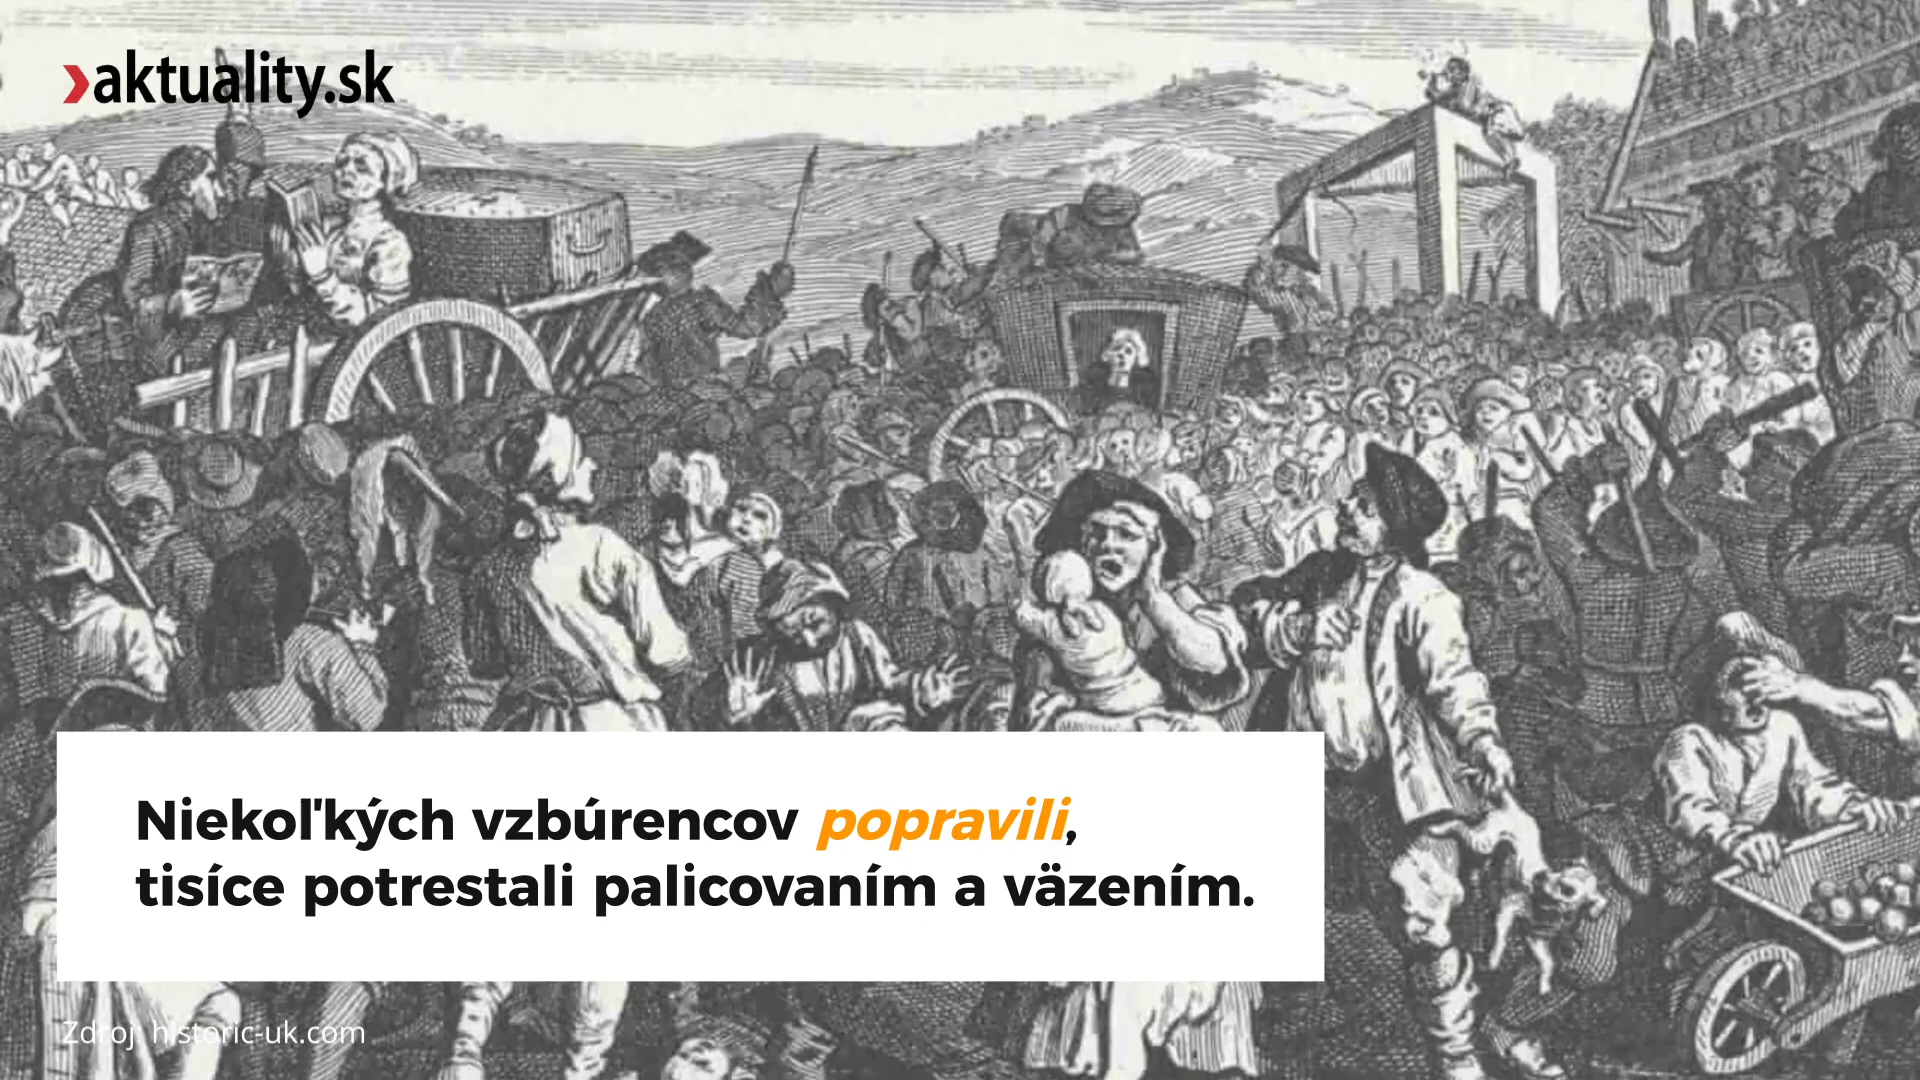 aktuality.sk
Niekoľkých vzbúrencov popravili,
tisíce potrestali palicovaním a väzením.
Zdroj: historic-uk.com